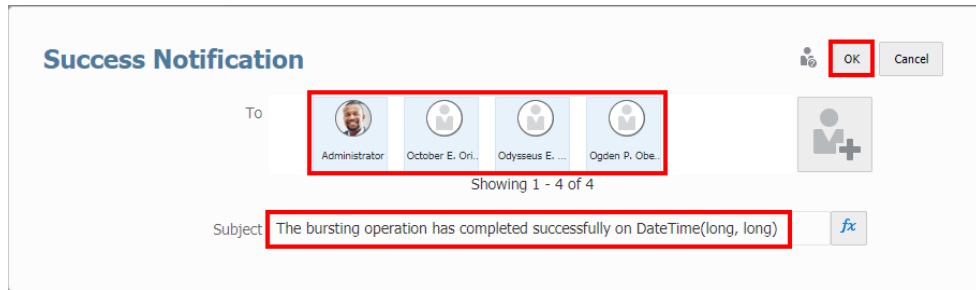 Success Notification
OK
Cancel
To
Administrator
October E. Ori..
Odysseus E. ...
Ogden P. Obe..
Showing 1 - 4 of 4
Subject
The bursting operation has completed successfully on DateTime(long, long)
fx